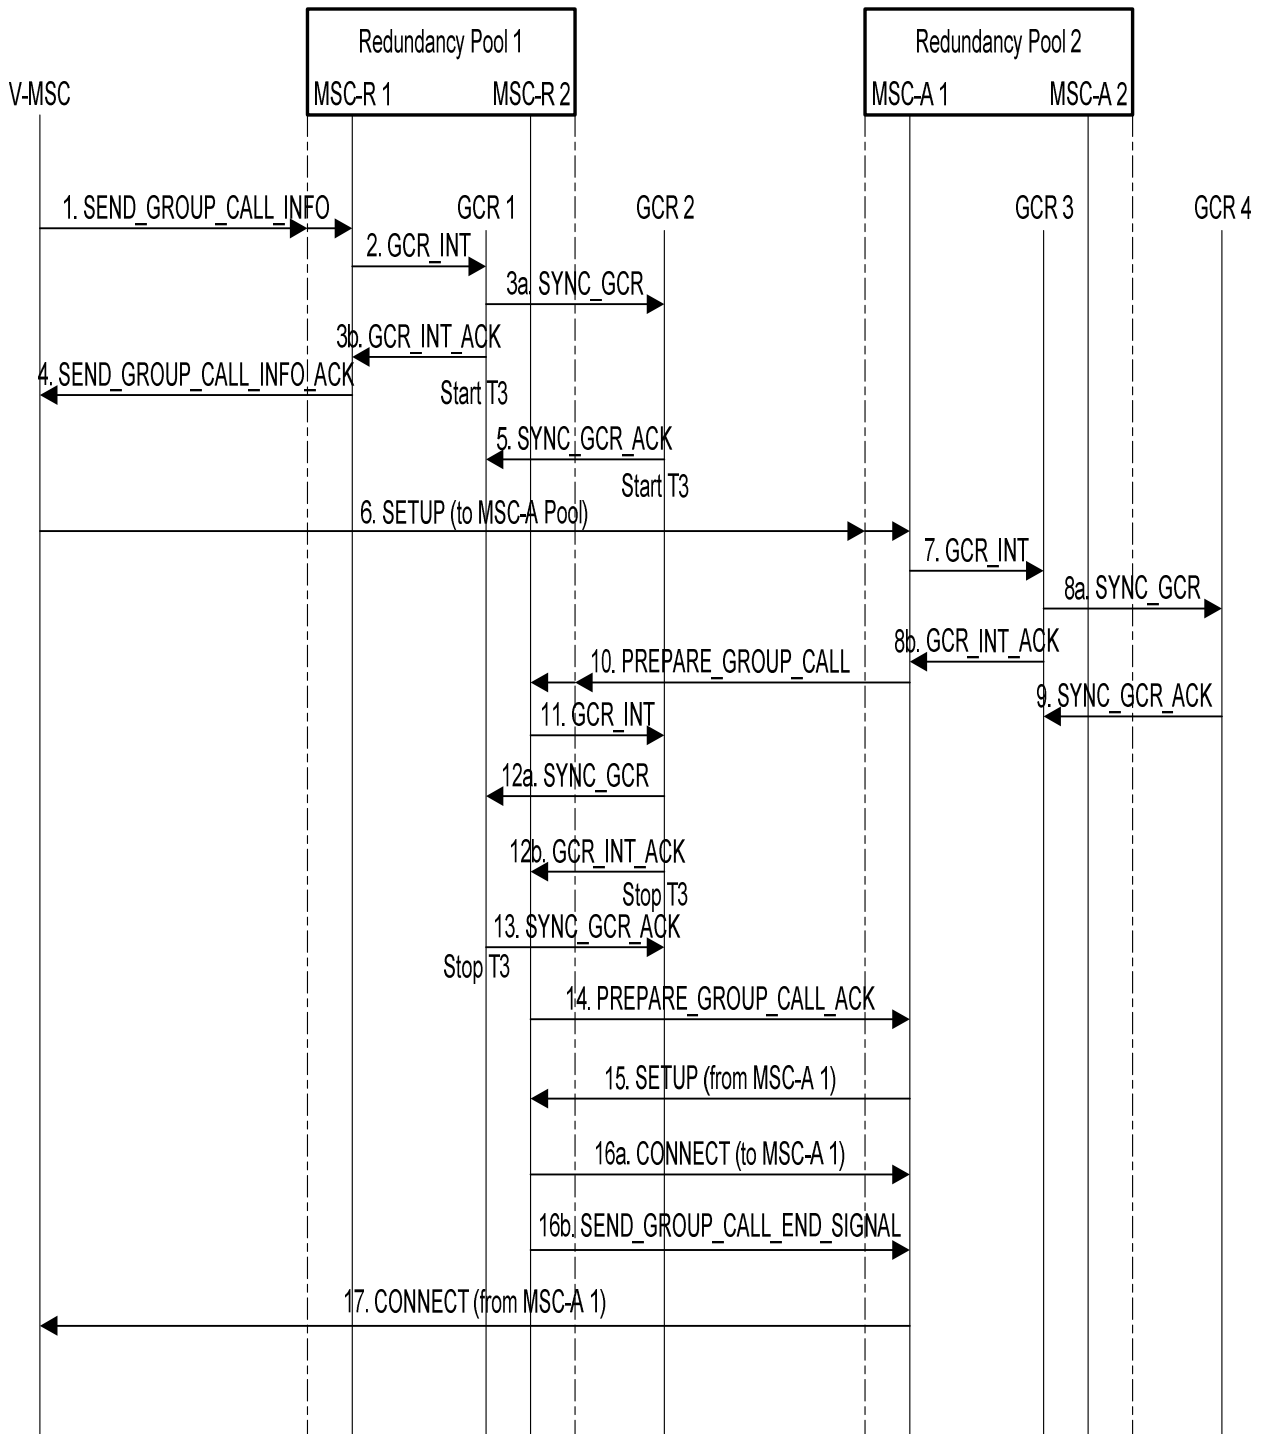 Redundancy Pool 1
Redundancy Pool 2
V-MSC
MSC-R 1
MSC-R 2
MSC-A 1
MSC-A 2
1. SEND_GROUP_CALL_INFO
GCR 1
GCR 2
GCR 3
GCR 4
2. GCR_INT
3a. SYNC_GCR
3b. GCR_INT_ACK
4. SEND_GROUP_CALL_INFO_ACK
Start T3
5. SYNC_GCR_ACK
Start T3
6. SETUP (to MSC-A Pool)
7. GCR_INT
8a. SYNC_GCR
8b. GCR_INT_ACK
10. PREPARE_GROUP_CALL
9. SYNC_GCR_ACK
11. GCR_INT
12a. SYNC_GCR
12b. GCR_INT_ACK
Stop T3
13. SYNC_GCR_ACK
Stop T3
14. PREPARE_GROUP_CALL_ACK
15. SETUP (from MSC-A 1)
16a. CONNECT (to MSC-A 1)
16b. SEND_GROUP_CALL_END_SIGNAL
17. CONNECT (from MSC-A 1)